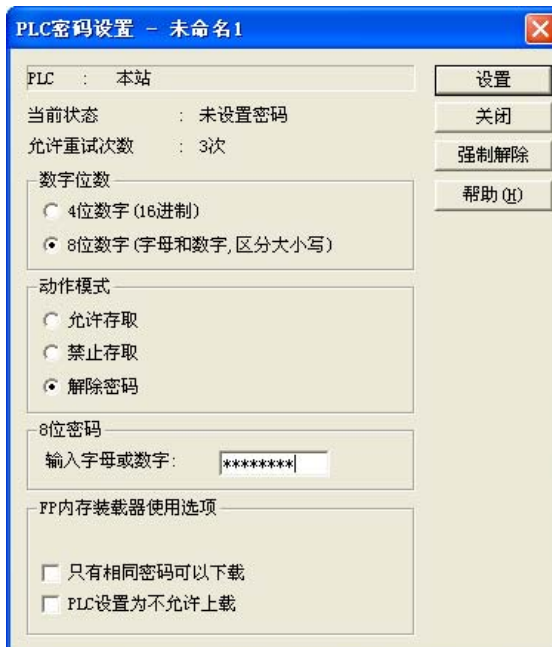 PLC密码设置 - 未命名1
PLC : 本站
当前状态 : 未设置密码
允许重试次数 : 3次
数字位数
4位数字(16进制)
8位数字(字母和数字,区分大小写)
动作模式
允许存取
禁止存取
解除密码
8位密码
输入字母或数字: ********
FP内存装载器使用选项
只有相同密码可以下载
PLC设置为不允许上载
设置
关闭
强制解除
帮助(H)